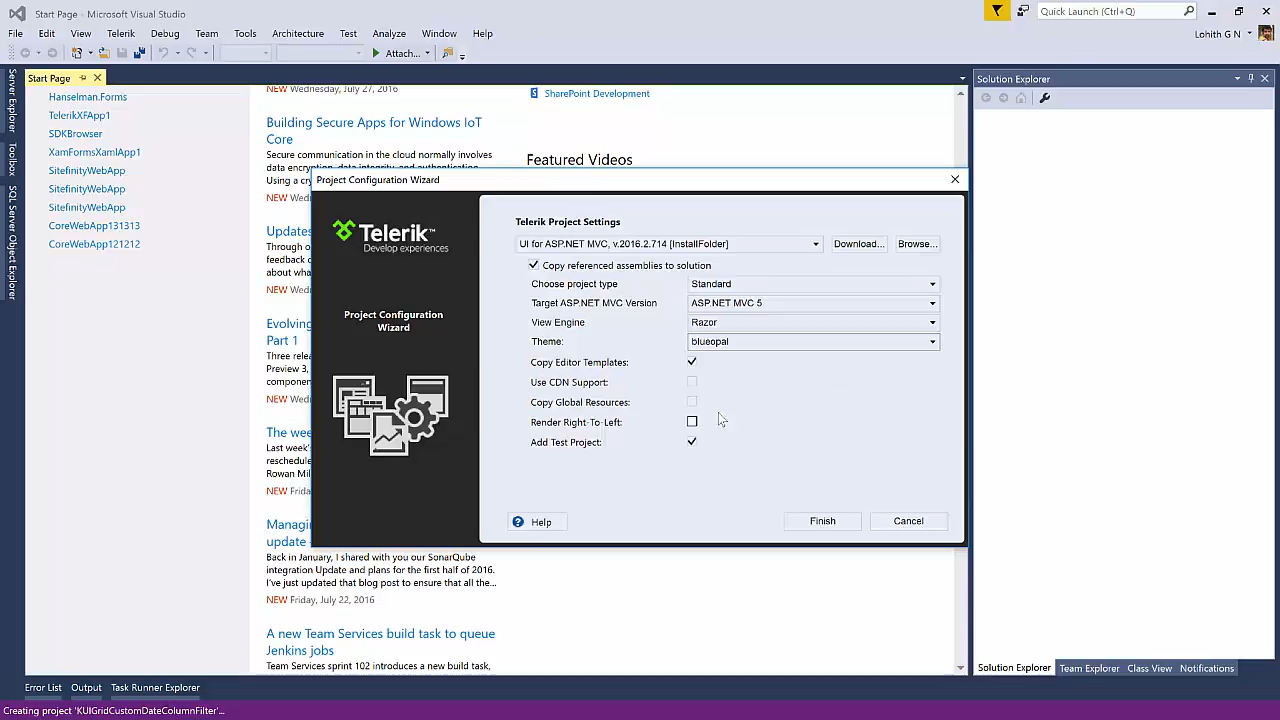 Start Page - Microsoft Visual Studio
Quick Launch (Ctrl+Q)
File Edit View Telerik Debug Team Tools Architecture Test Analyze Window Help
Lohith G N
Attach...
Server Explorer
Toolbox
SQL Server Object Explorer
Start Page
Hanselman.Forms
TelerikXFApp1
SDKBrowser
XamFormsXamlApp1
SitefinityWebApp
SitefinityWebApp
SitefinityWebApp
CoreWebApp131313
CoreWebApp121212
NEW Wednesday, July 27, 2016
Building Secure Apps for Windows IoT
Core
Secure communication in the cloud normally involves
data
Using a
NEW
Updates
Through
feedback
about what
NEW
Evolving
Part 1
Three
Preview 3,
NEW
The
Last week's
Rowan
NEW
update
Back in January, I shared with you our SonarQube
integration Update and plans for the first half of 2016.
I've just updated that blog post to ensure that all the...
NEW Friday, July 22, 2016
A new Team Services build task to queue
Jenkins jobs
Team Services sprint 102 introduces a new build task,
SharePoint Development
Featured Videos
Project Configuration Wizard
Telerik™
Develop experiences
Project Configuration
Wizard
Telerik Project Settings
UI for ASP.NET MVC, v.2016.2.714 [InstallFolder] Download... Browse...
Copy referenced assemblies to solution
Choose project type Standard
Target ASP.NET MVC Version ASP.NET MVC 5
View Engine Razor
Theme: blueopal
Copy Editor Templates:
Use CDN Support:
Copy Global Resources:
Render Right-To-Left:
Add Test Project:
Help Finish Cancel
Solution Explorer
Solution Explorer Team Explorer Class View Notifications
Error List Output Task Runner Explorer
Creating project 'KUIGridCustomDateColumnFilter'...